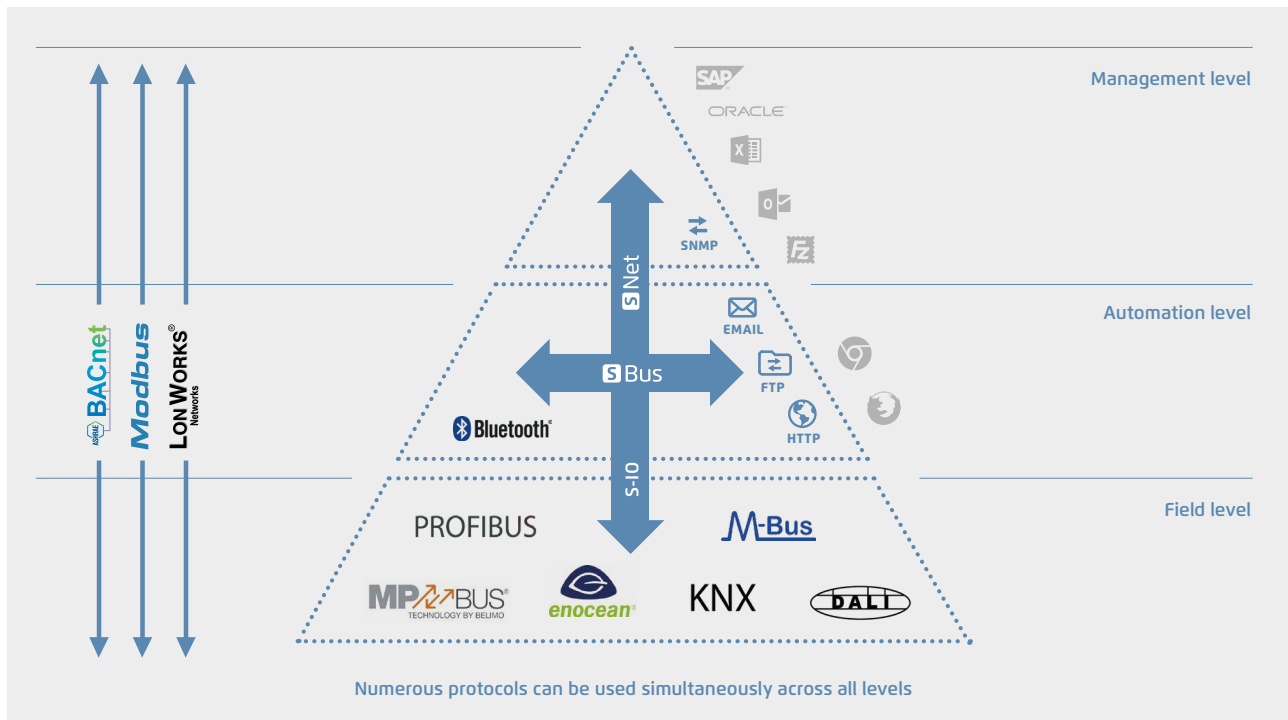 Management level
SAP®
ORACLE®
X
O
FZ
SNMP
S Net
Automation level
EMAIL
S Bus
FTP
HTTP
Bluetooth®
S-IO
ASHRAE BACnet
Modbus
LONWORKS®
Networks
Field level
PROFIBUS
M-Bus
MP BUS®
TECHNOLOGY BY BELIMO
enocean®
KNX
DALI
Numerous protocols can be used simultaneously across all levels